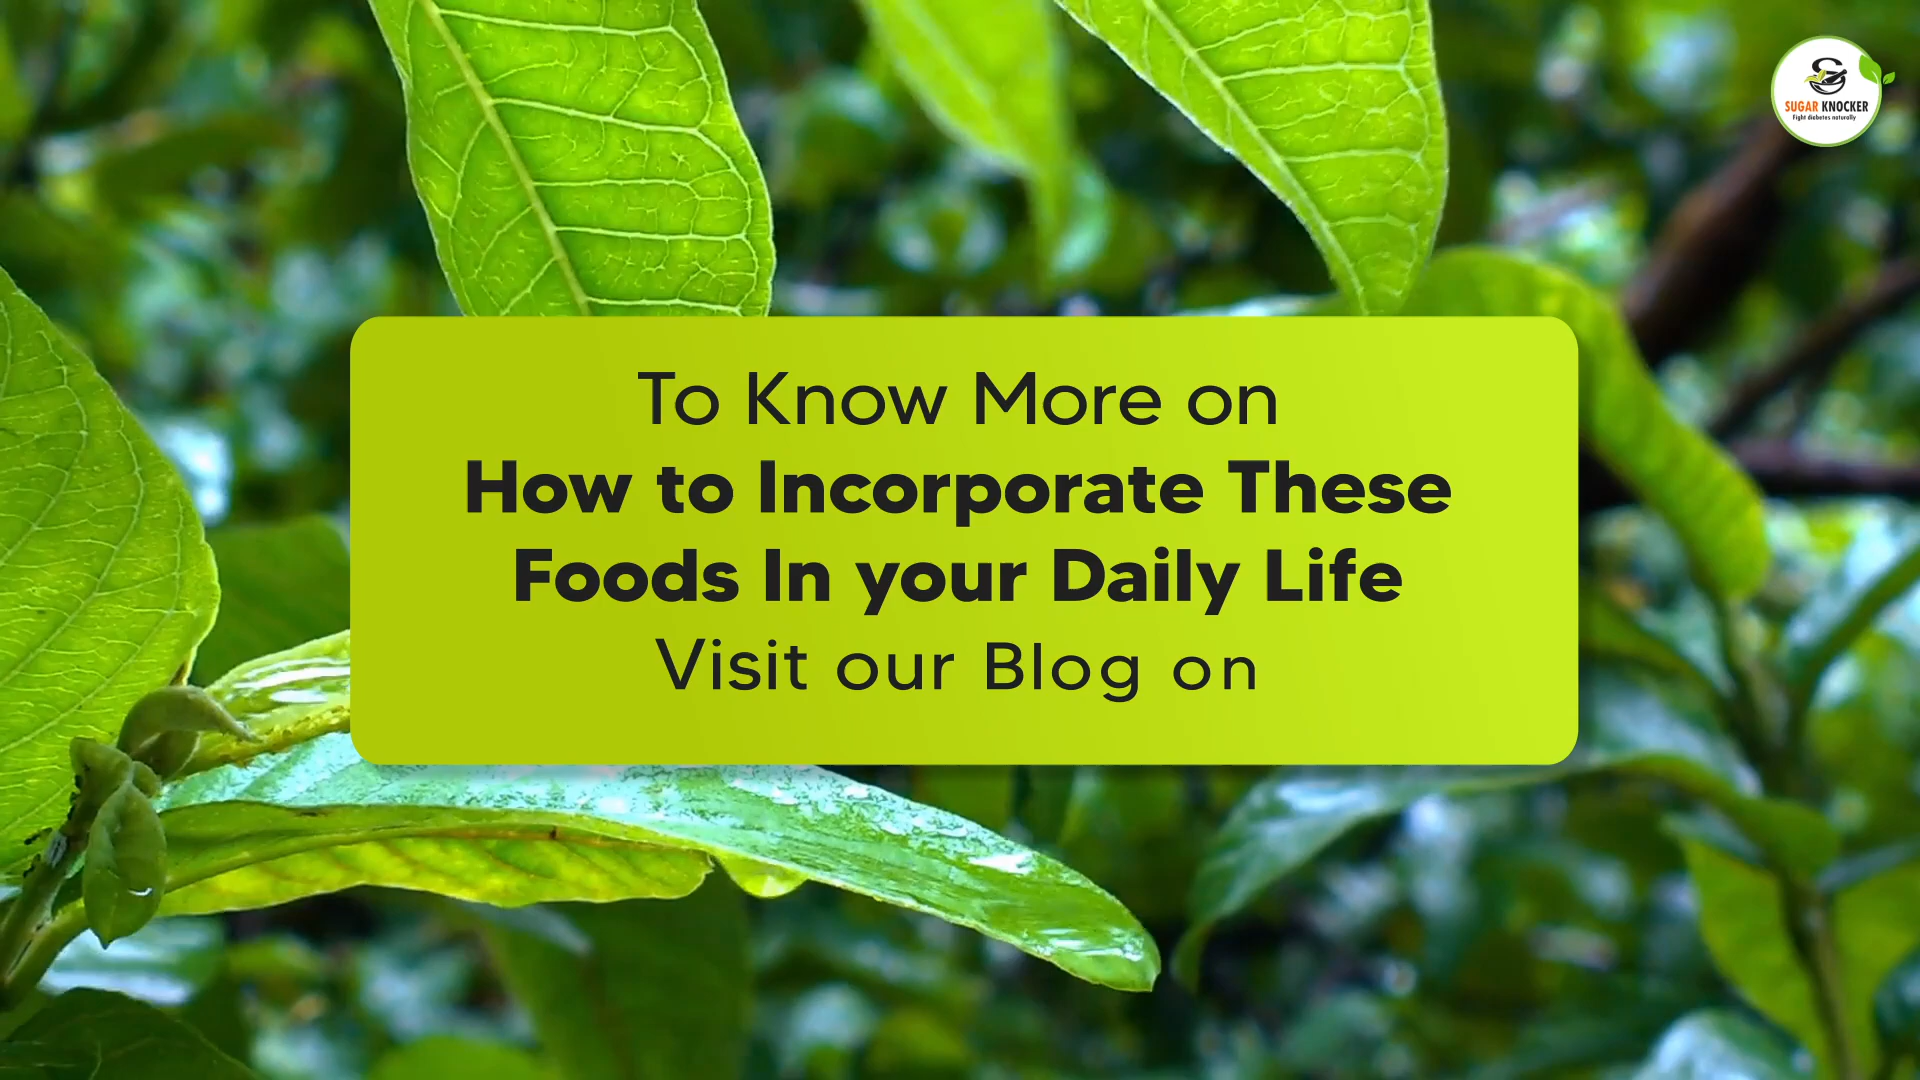 SUGAR KNOCKER
Fight diabetes naturally
To Know More on
How to Incorporate These
Foods In your Daily Life
Visit our Blog on